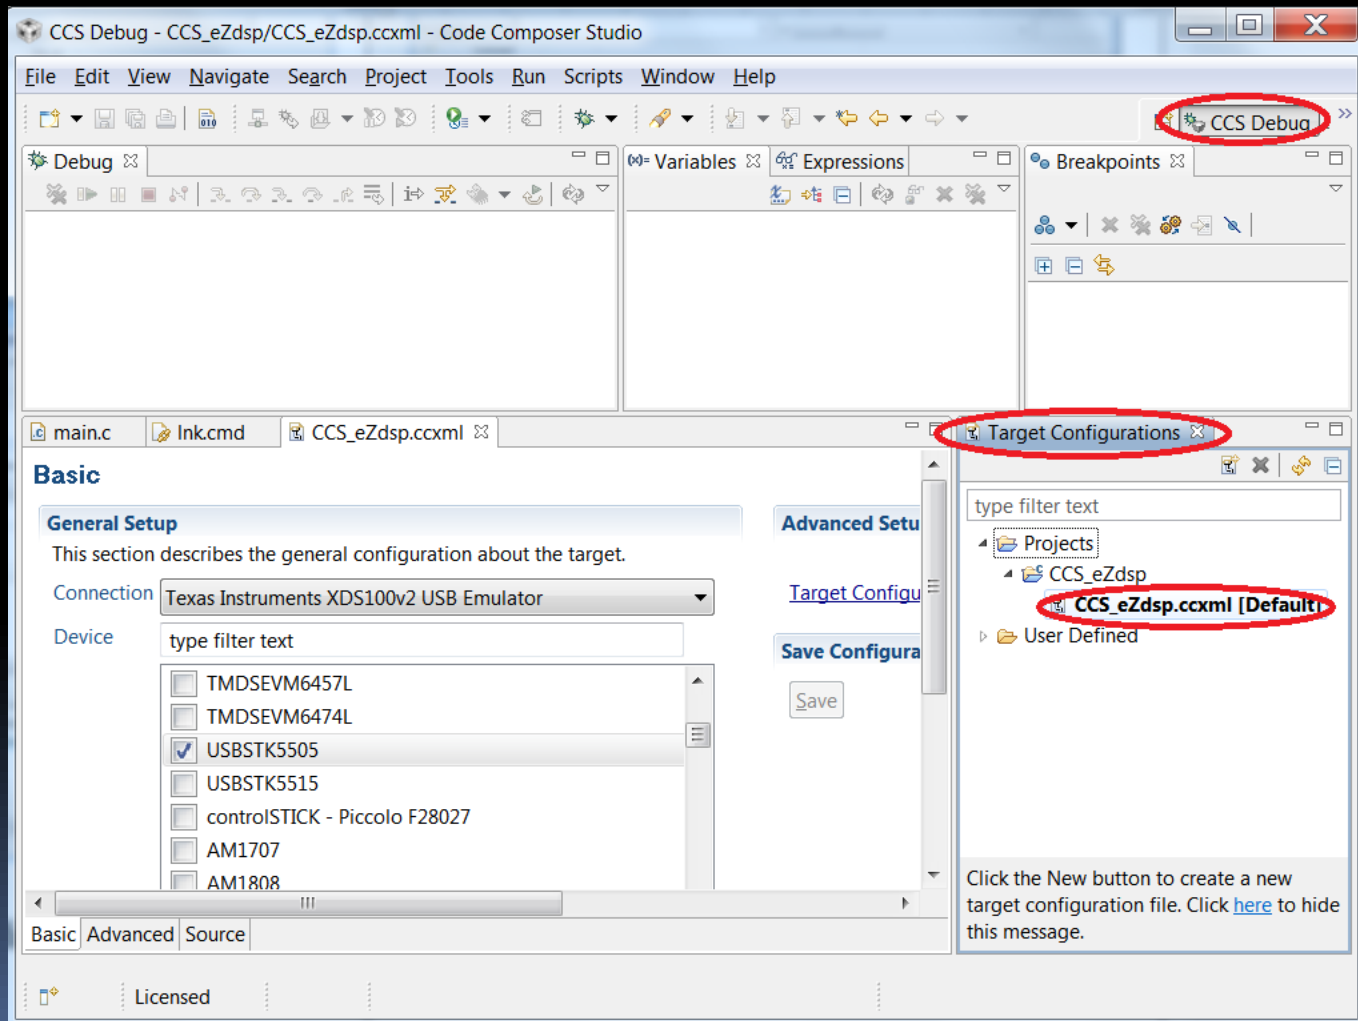 CCS Debug - CCS_eZdsp/CCS_eZdsp.ccxml - Code Composer Studio
File Edit View Navigate Search Project Tools Run Scripts Window Help
CCS Debug
Debug
Variables Expressions
Breakpoints
main.c lnk.cmd CCS_eZdsp.ccxml
Basic
General Setup
This section describes the general configuration about the target.
Connection Texas Instruments XDS100v2 USB Emulator
Device type filter text
TMDSEVM6457L
TMDSEVM6474L
USBSTK5505
USBSTK5515
controlSTICK - Piccolo F28027
AM1707
AM1808
Advanced Setu
Target Configu
Save Configura
Save
Basic Advanced Source
Target Configurations
type filter text
Projects
CCS_eZdsp
CCS_eZdsp.ccxml [Default]
User Defined
Click the New button to create a new
target configuration file. Click here to hide
this message.
Licensed